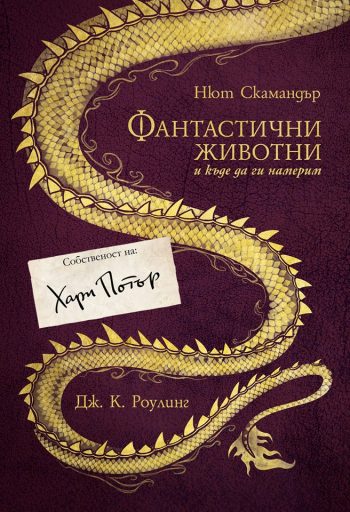 Нют Скамандър
Фантастични
животни
и къде да ги намерим
Собственост на:
Хари Потър
Дж. К. Роулинг